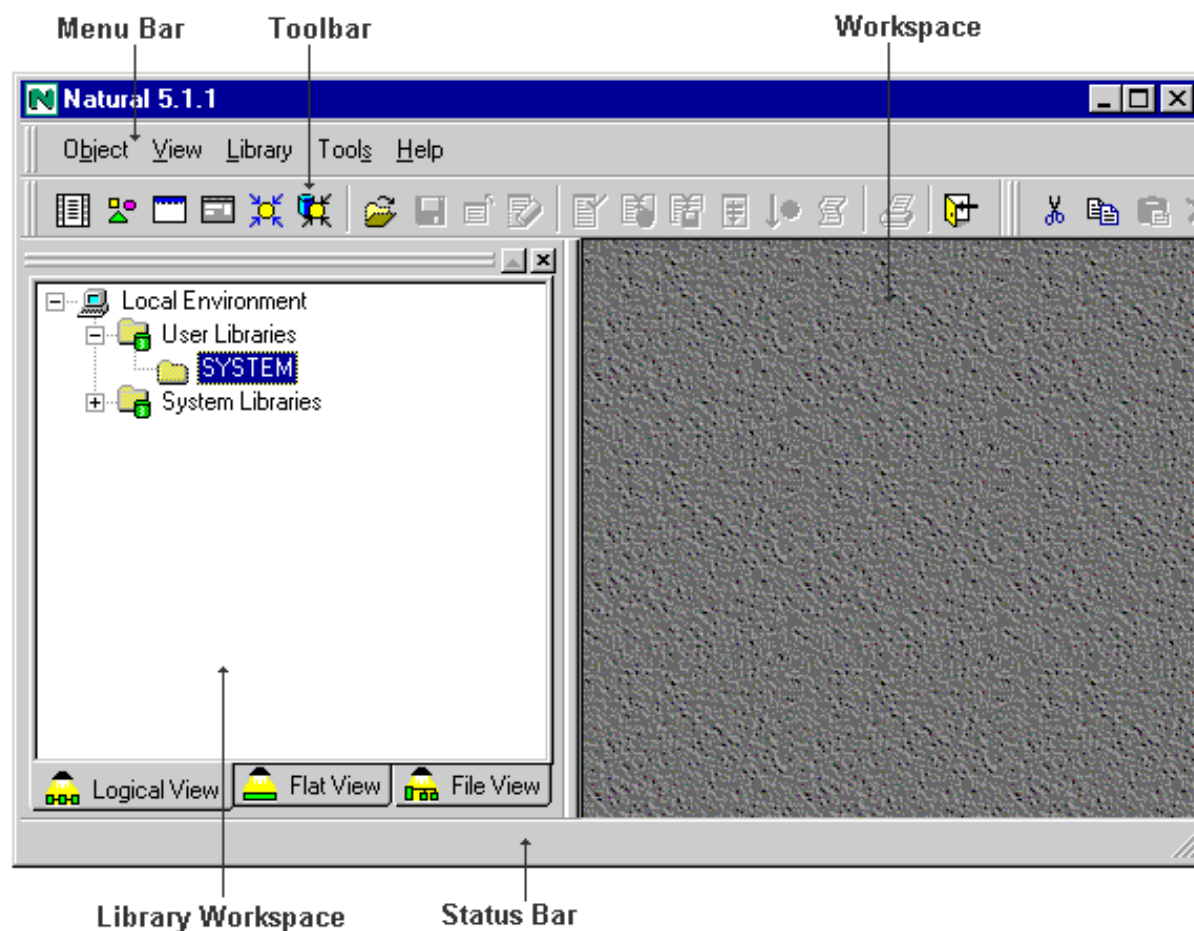 Menu Bar Toolbar Workspace
Natural 5.1.1
Object View Library Tools Help
Local Environment
User Libraries
SYSTEM
System Libraries
Logical View Flat View File View
Library Workspace Status Bar